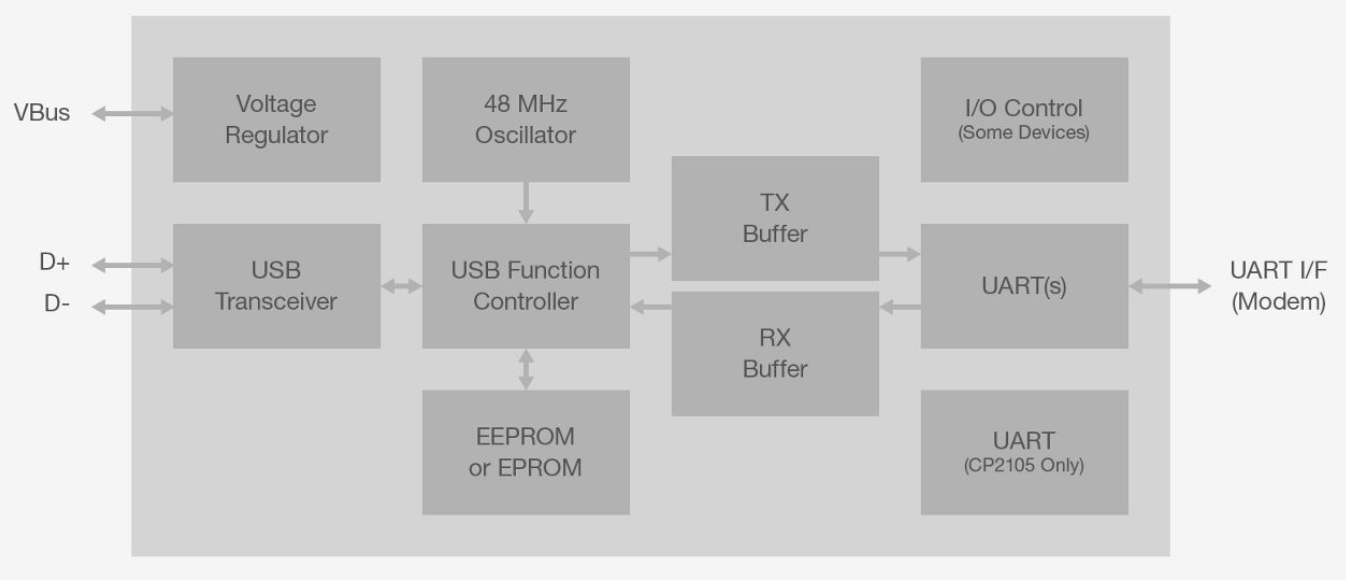 VBus
Voltage
Regulator
48 MHz
Oscillator
I/O Control
(Some Devices)
TX
Buffer
D+
D-
USB
Transceiver
USB Function
Controller
UART(s)
UART I/F
(Modem)
RX
Buffer
EEPROM
or EPROM
UART
(CP2105 Only)